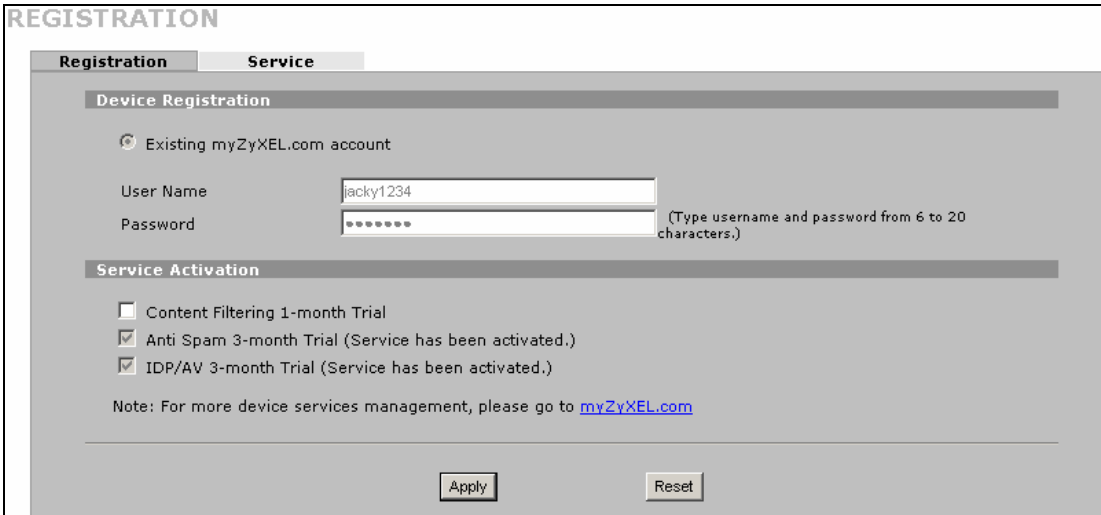 REGISTRATION
Registration
Service
Device Registration
Existing myZyXEL.com account
User Name
jacky1234
Password
•••••••
(Type username and password from 6 to 20
characters.)
Service Activation
Content Filtering 1-month Trial
Anti Spam 3-month Trial (Service has been activated.)
IDP/AV 3-month Trial (Service has been activated.)
Note: For more device services management, please go to myZyXEL.com
Apply
Reset